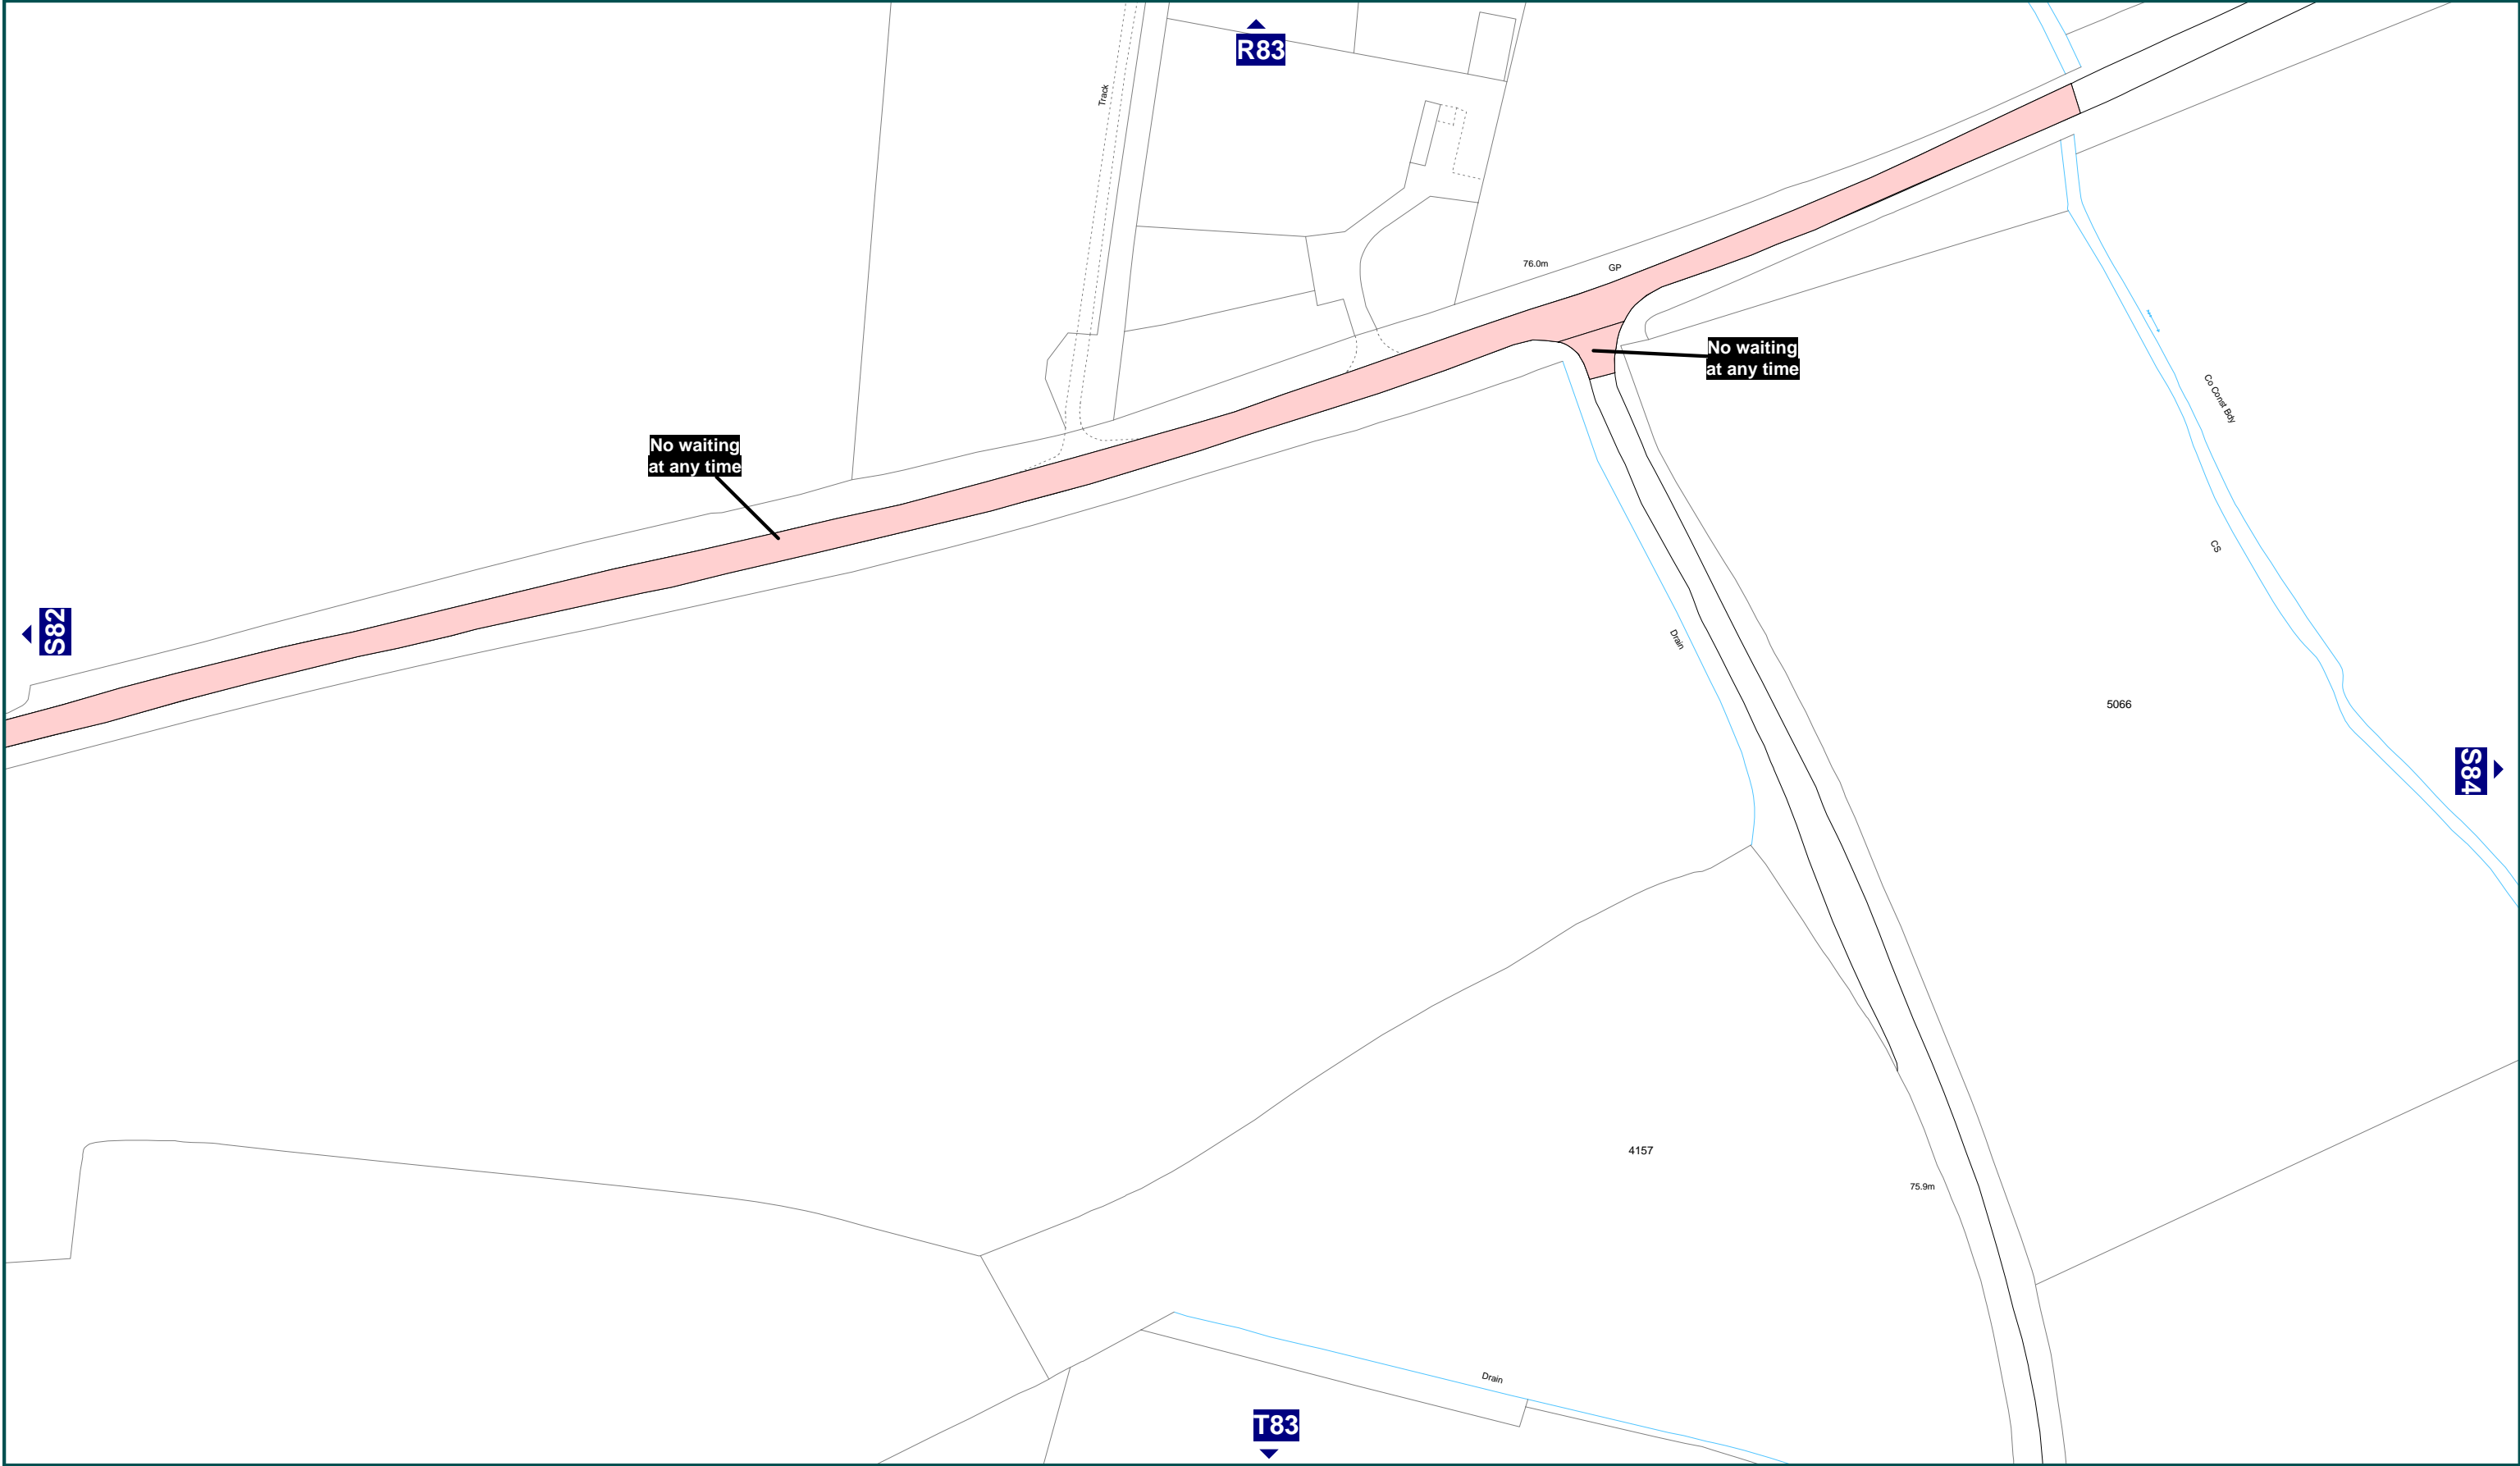 R83
Track
76.0m
GP
No waiting
at any time
Co Const Bdy
No waiting
at any time
CS
S82
Drain
5066
S84
4157
75.9m
Drain
T83